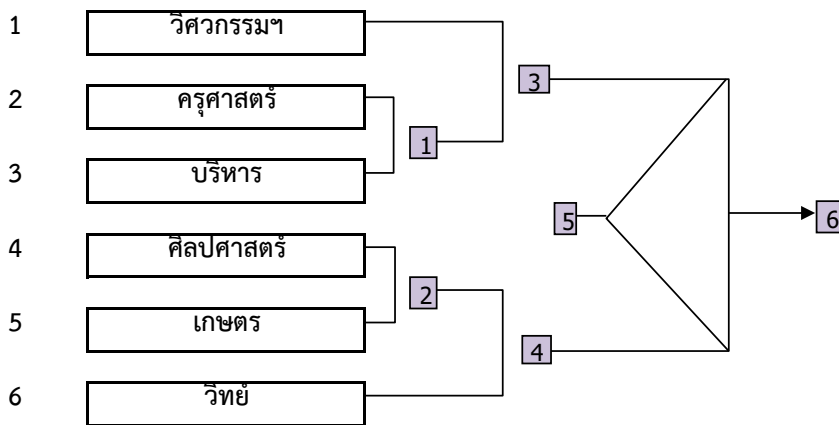 1 วิศวกรรมฯ
3
2 ครุศาสตร์
1
3 บริหาร
5
6
4 ศิลปศาสตร์
2
5 เกษตร
4
6 วิทย์